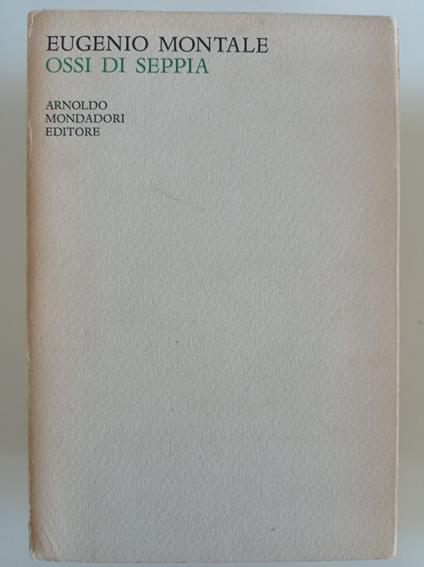 EUGENIO MONTALE
OSSI DI SEPPIA
ARNOLDO
MONDADORI
EDITORE